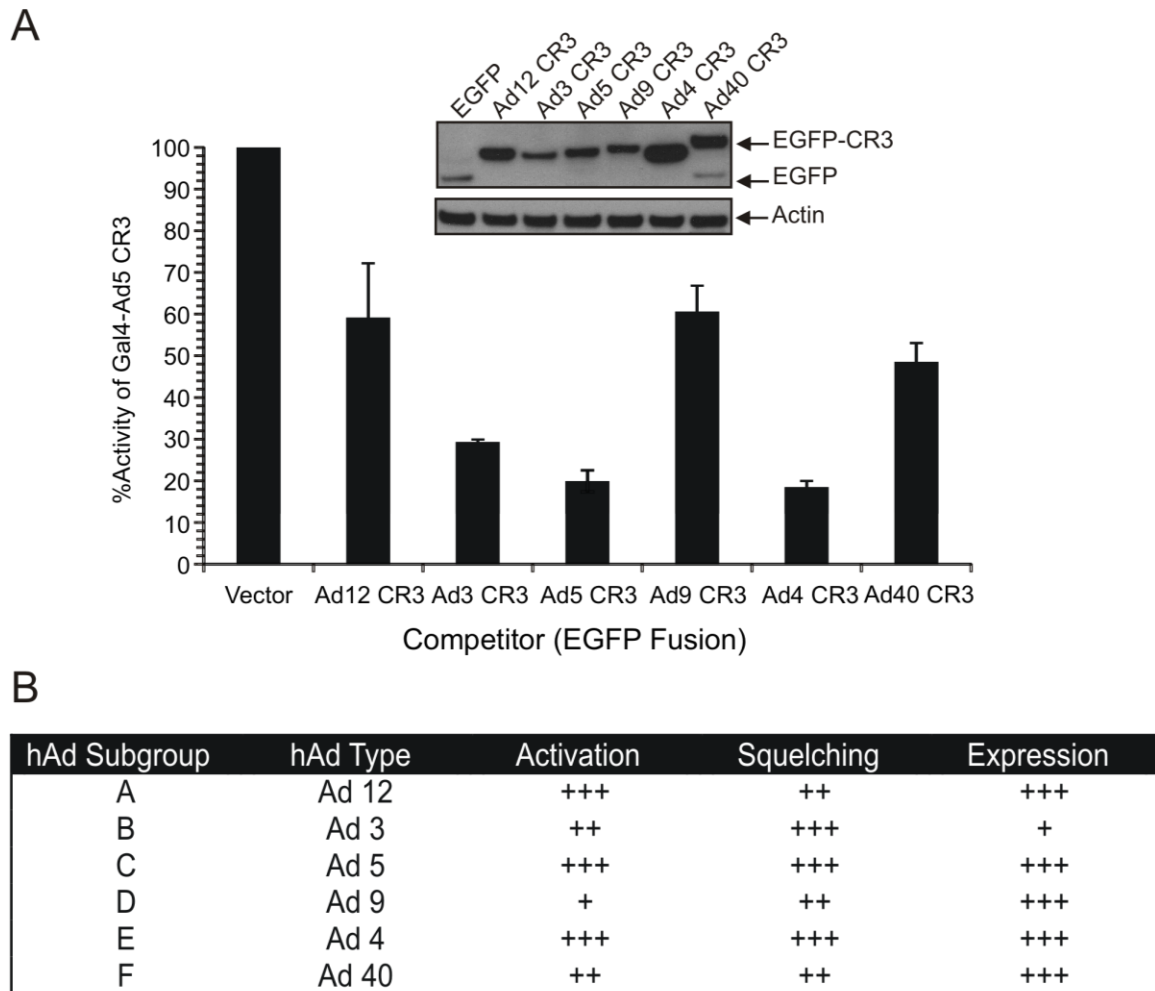 A
EGFP
Ad12 CR3
Ad3 CR3
Ad5 CR3
Ad9 CR3
Ad4 CR3
Ad40 CR3
EGFP-CR3
EGFP
Actin
%Activity of Gal4-Ad5 CR3
100
90
80
70
60
50
40
30
20
10
0
Vector Ad12 CR3 Ad3 CR3 Ad5 CR3 Ad9 CR3 Ad4 CR3 Ad40 CR3
Competitor (EGFP Fusion)
B
hAd Subgroup hAd Type Activation Squelching Expression
A Ad 12 +++ ++ +++
B Ad 3 ++ +++ +
C Ad 5 +++ +++ +++
D Ad 9 + ++ +++
E Ad 4 +++ +++ +++
F Ad 40 ++ ++ +++